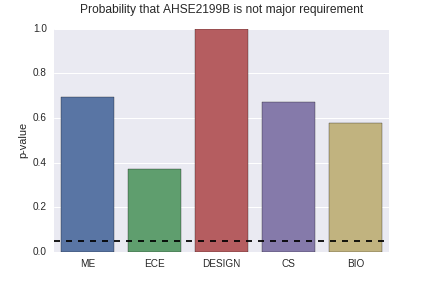 Probability that AHSE2199B is not major requirement
1.0
0.8
0.6
0.4
0.2
0.0
p-value
ME ECE DESIGN CS BIO